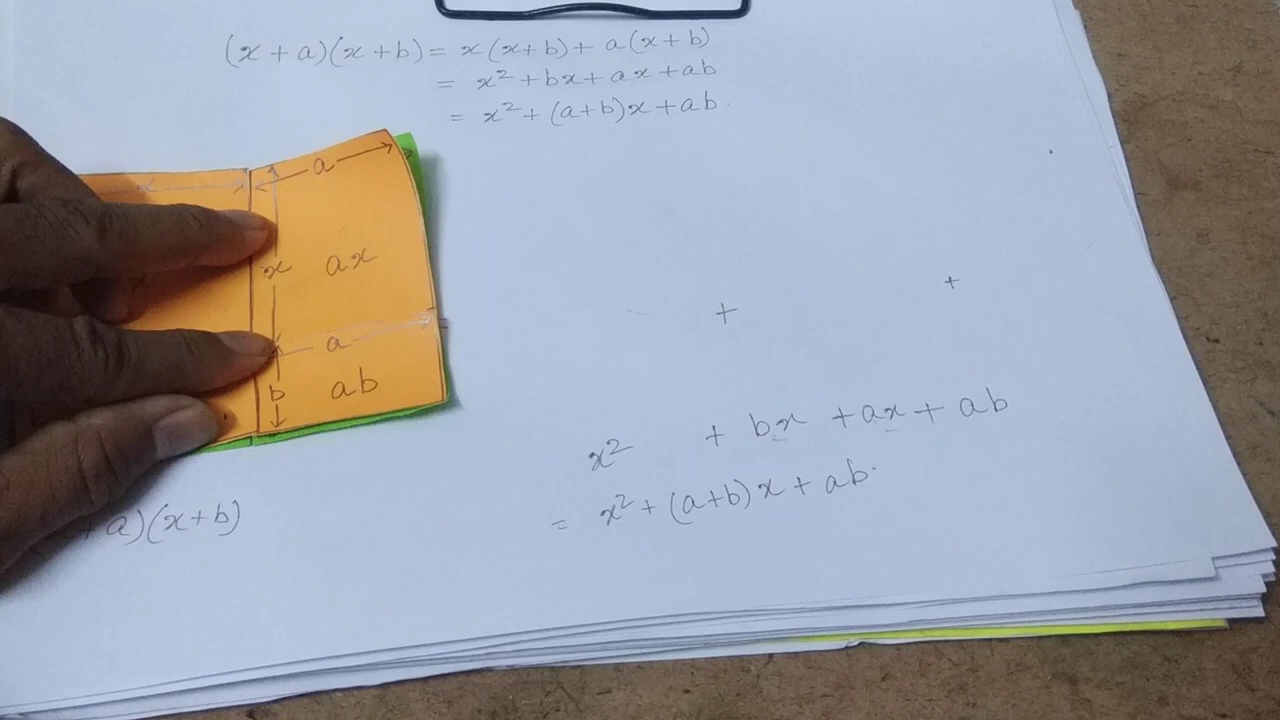 (x + a)(x + b) = x(x+b) + a(x+b)
= x² + bx + ax + ab
= x² + (a+b)x + ab.
a
x ax
a
b ab
+ +
x² + bx + ax + ab
= x² + (a+b)x + ab.
+ a)(x+b)